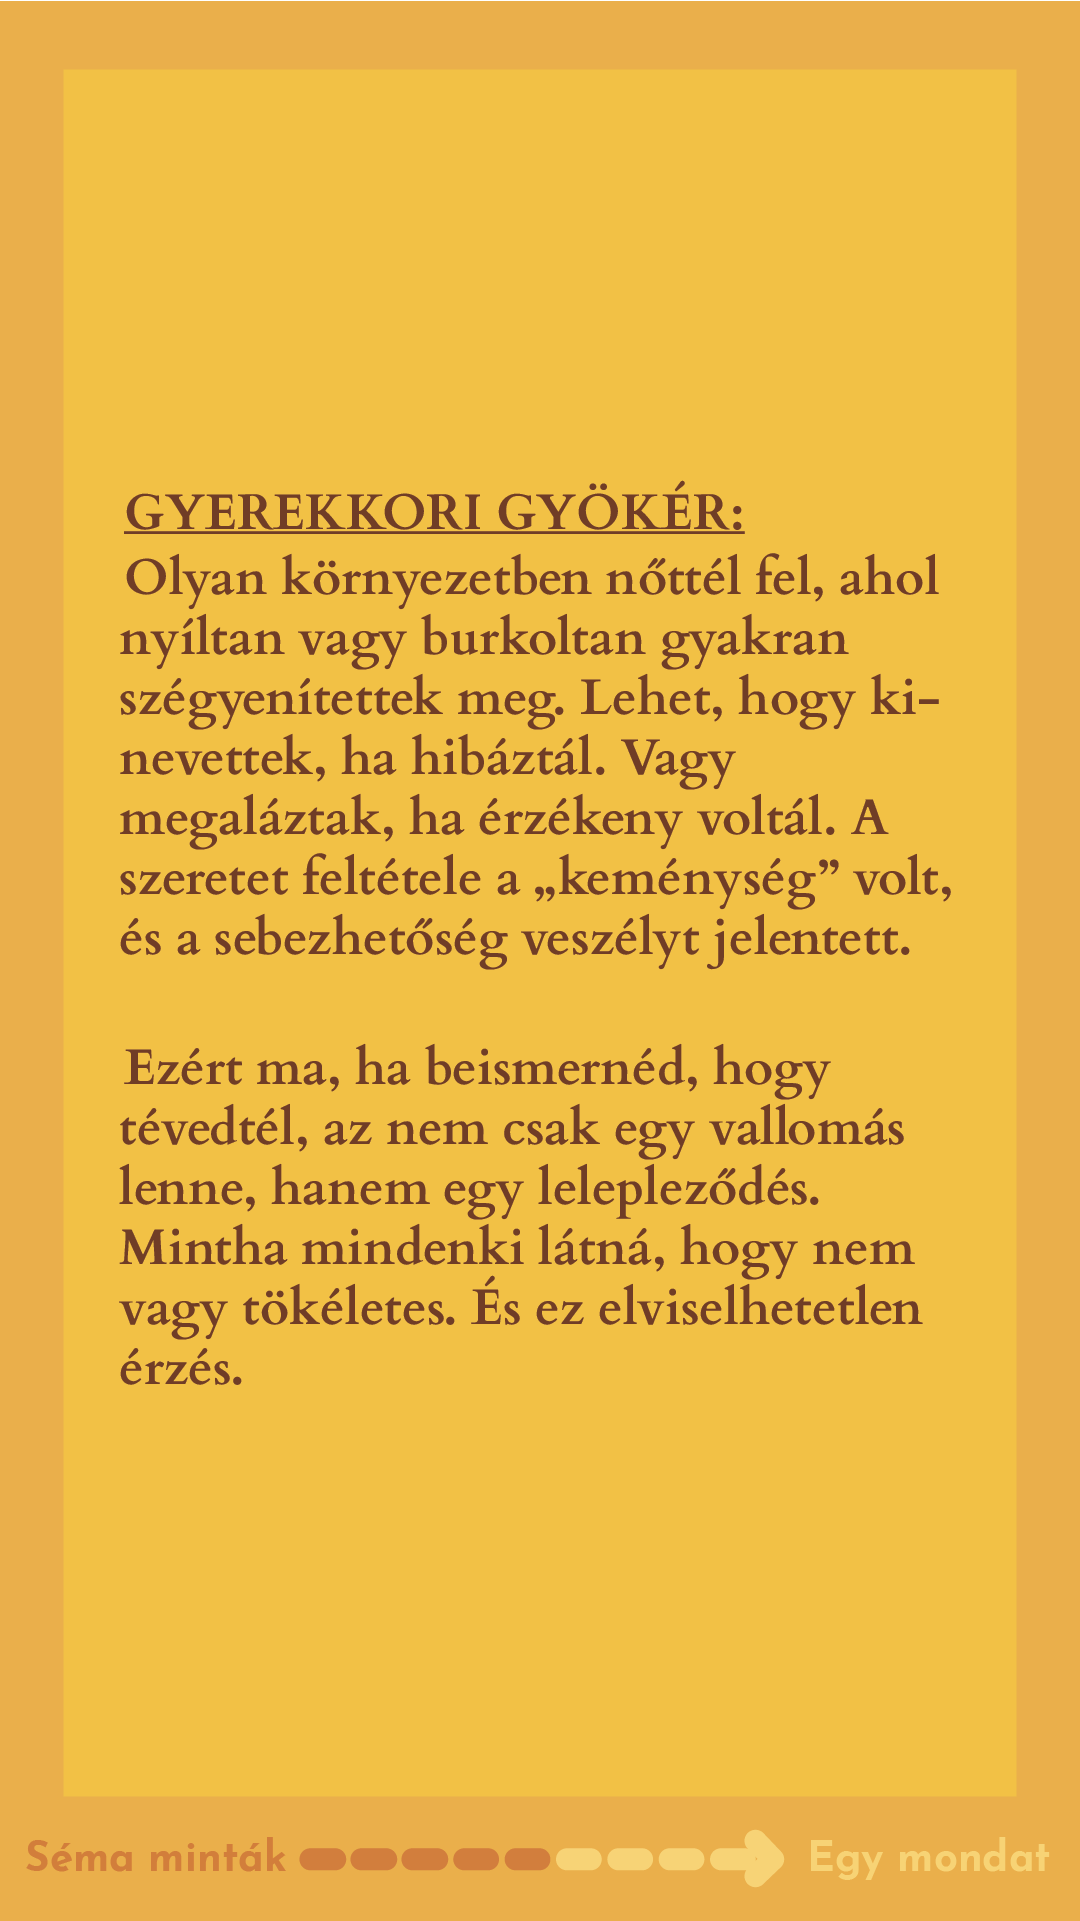 GYEREKKORI GYÖKÉR:
Olyan környezetben nőttél fel, ahol
nyíltan vagy burkoltan gyakran
szégyenítettek meg. Lehet, hogy ki-
nevettek, ha hibáztál. Vagy
megaláztak, ha érzékeny voltál. A
szeretet feltétele a „keménység” volt,
és a sebezhetőség veszélyt jelentett.
Ezért ma, ha beismernéd, hogy
tévedtél, az nem csak egy vallomás
lenne, hanem egy lelepleződés.
Mintha mindenki látná, hogy nem
vagy tökéletes. És ez elviselhetetlen
érzés.
Séma minták
Egy mondat